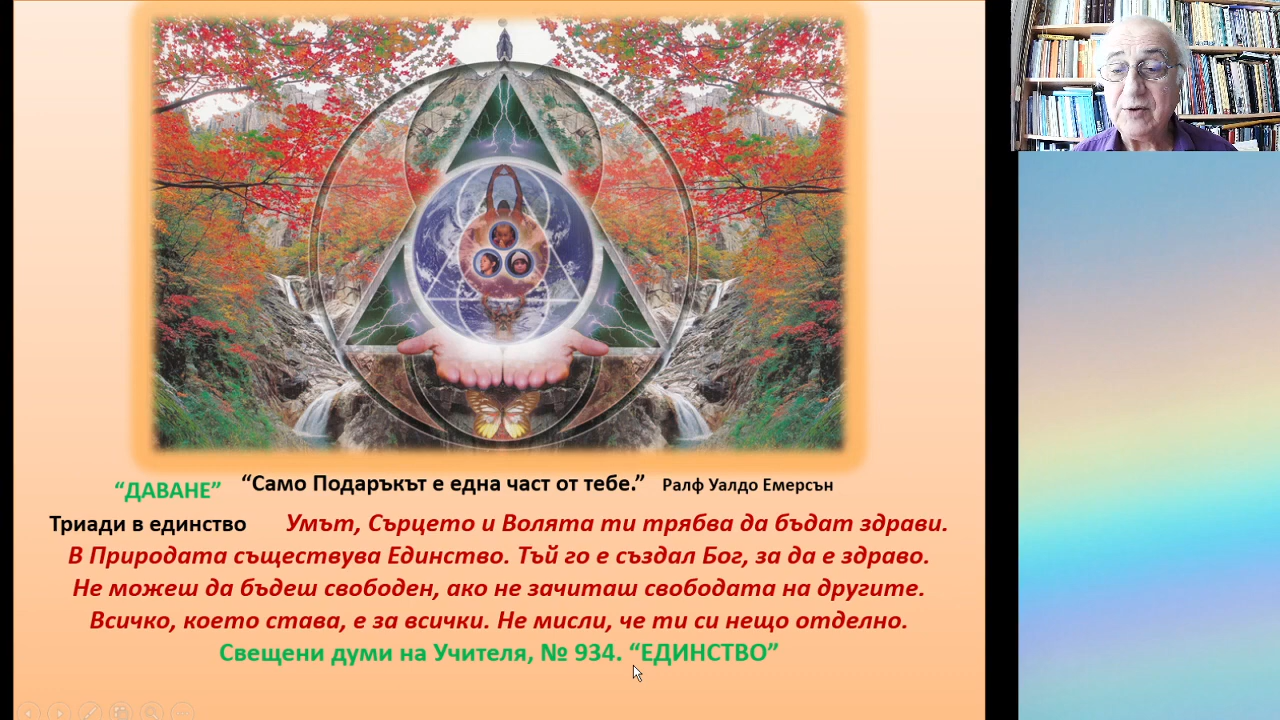 “ДАВАНЕ” “Само Подаръкът е една част от тебе.” Ралф Уалдо Емерсън
Триади в единство Умът, Сърцето и Волята ти трябва да бъдат здрави.
В Природата съществува Единство. Тъй го е създал Бог, за да е здраво.
Не можеш да бъдеш свободен, ако не зачиташ свободата на другите.
Всичко, което става, е за всички. Не мисли, че ти си нещо отделно.
Свещени думи на Учителя, № 934. “ЕДИНСТВО”